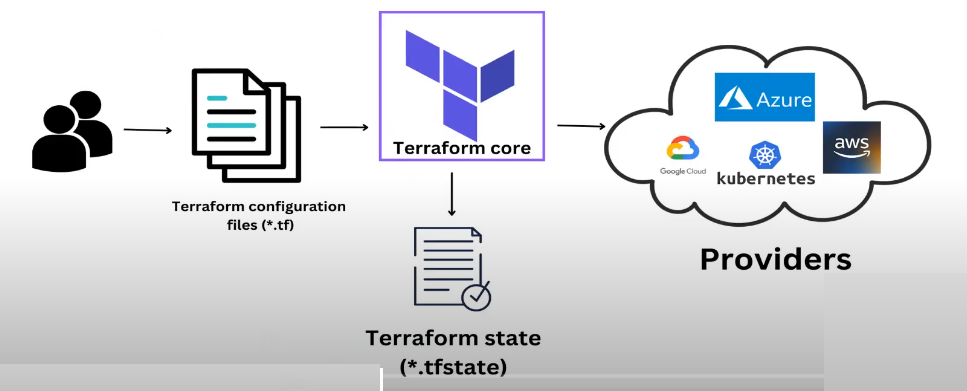 Terraform core
Azure
aws
Google Cloud
kubernetes
Terraform configuration
files (*.tf)
Providers
Terraform state
(*.tfstate)